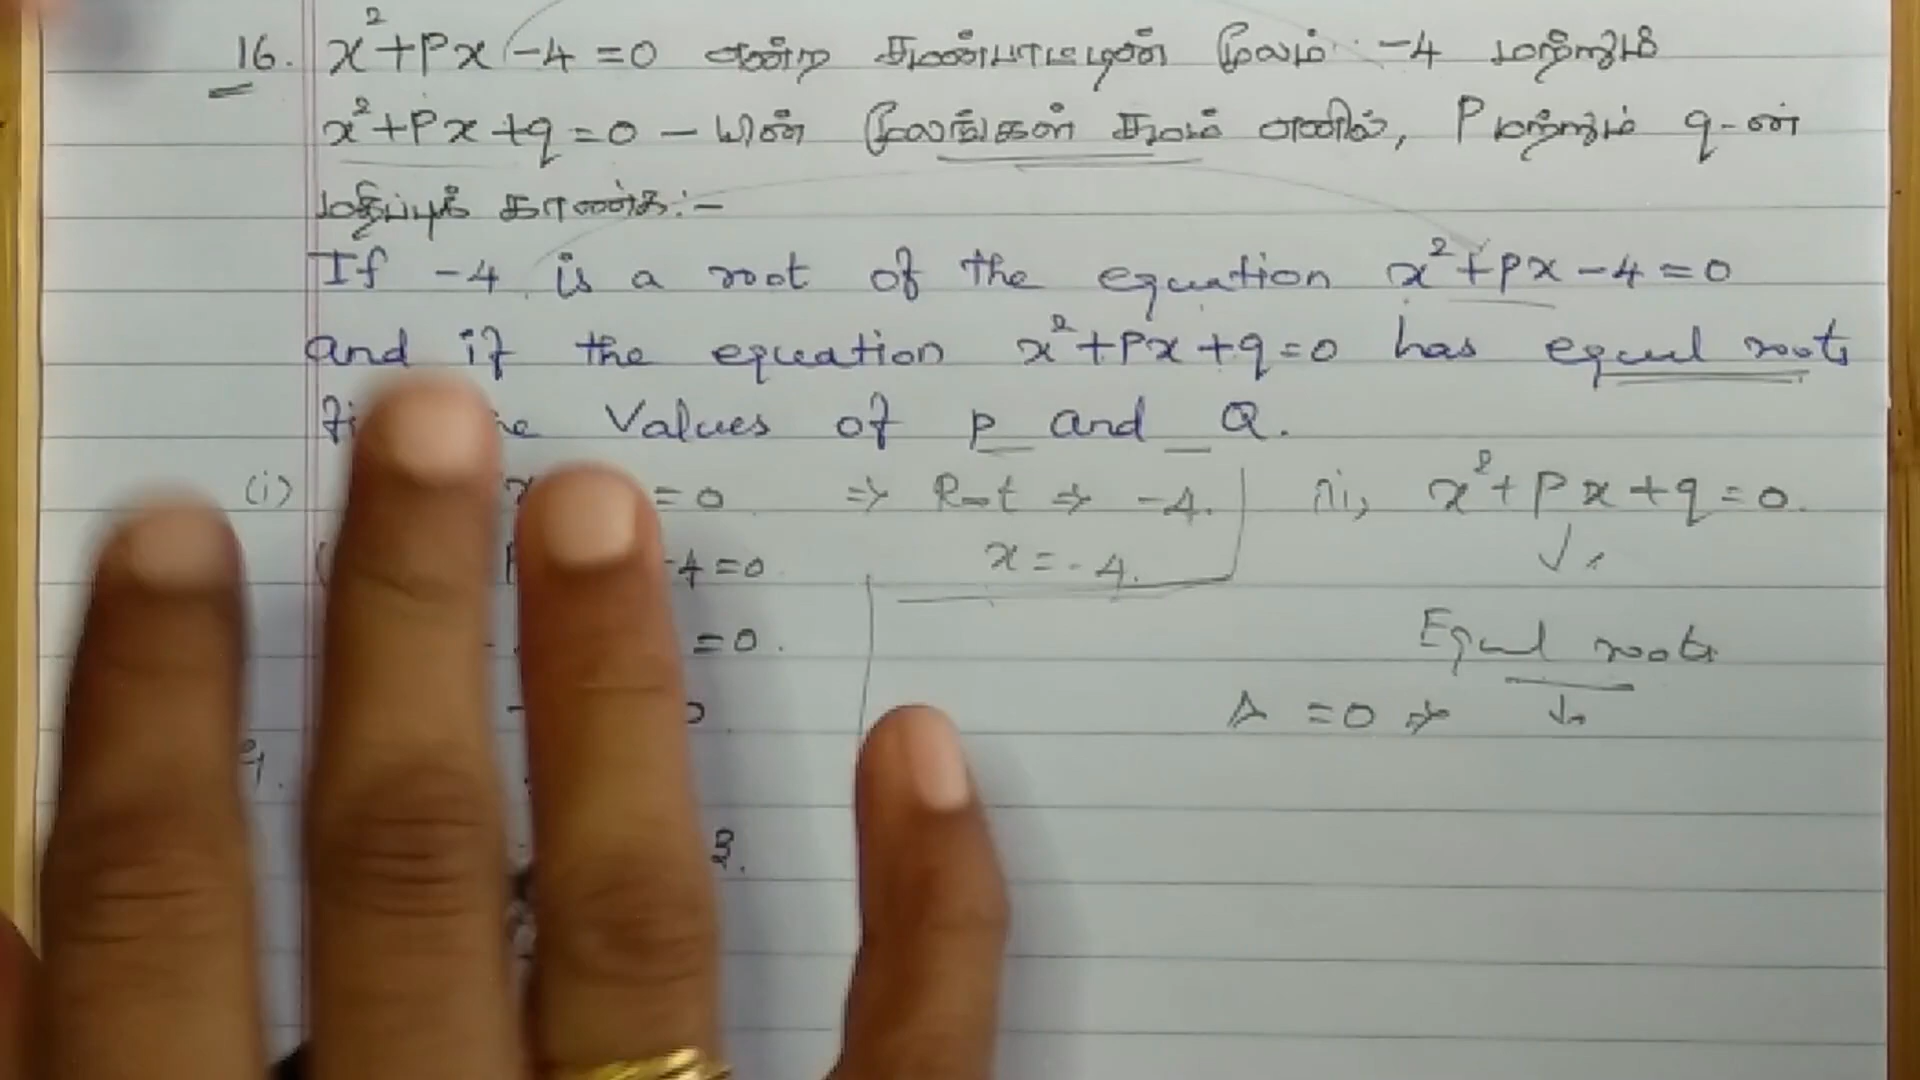 16. x²+Px-4=0 என்ற சமன்பாட்டின் மூலம் -4 மற்றும்
x²+Px+q=0 - யின் மூலங்கள் சமம் எனில், P மற்றும் q-ன்
மதிப்புக் காண்க:-
If -4 is a root of the equation x²+px-4=0
and if the equation x²+Px+q=0 has equal roots
Values of p and Q.
(i) =0 ⇒ Root ⇒ -4. ii, x²+px+q=0.
-4=0 x=-4.
=0. Equal roots
Δ =0 ⇒
3.